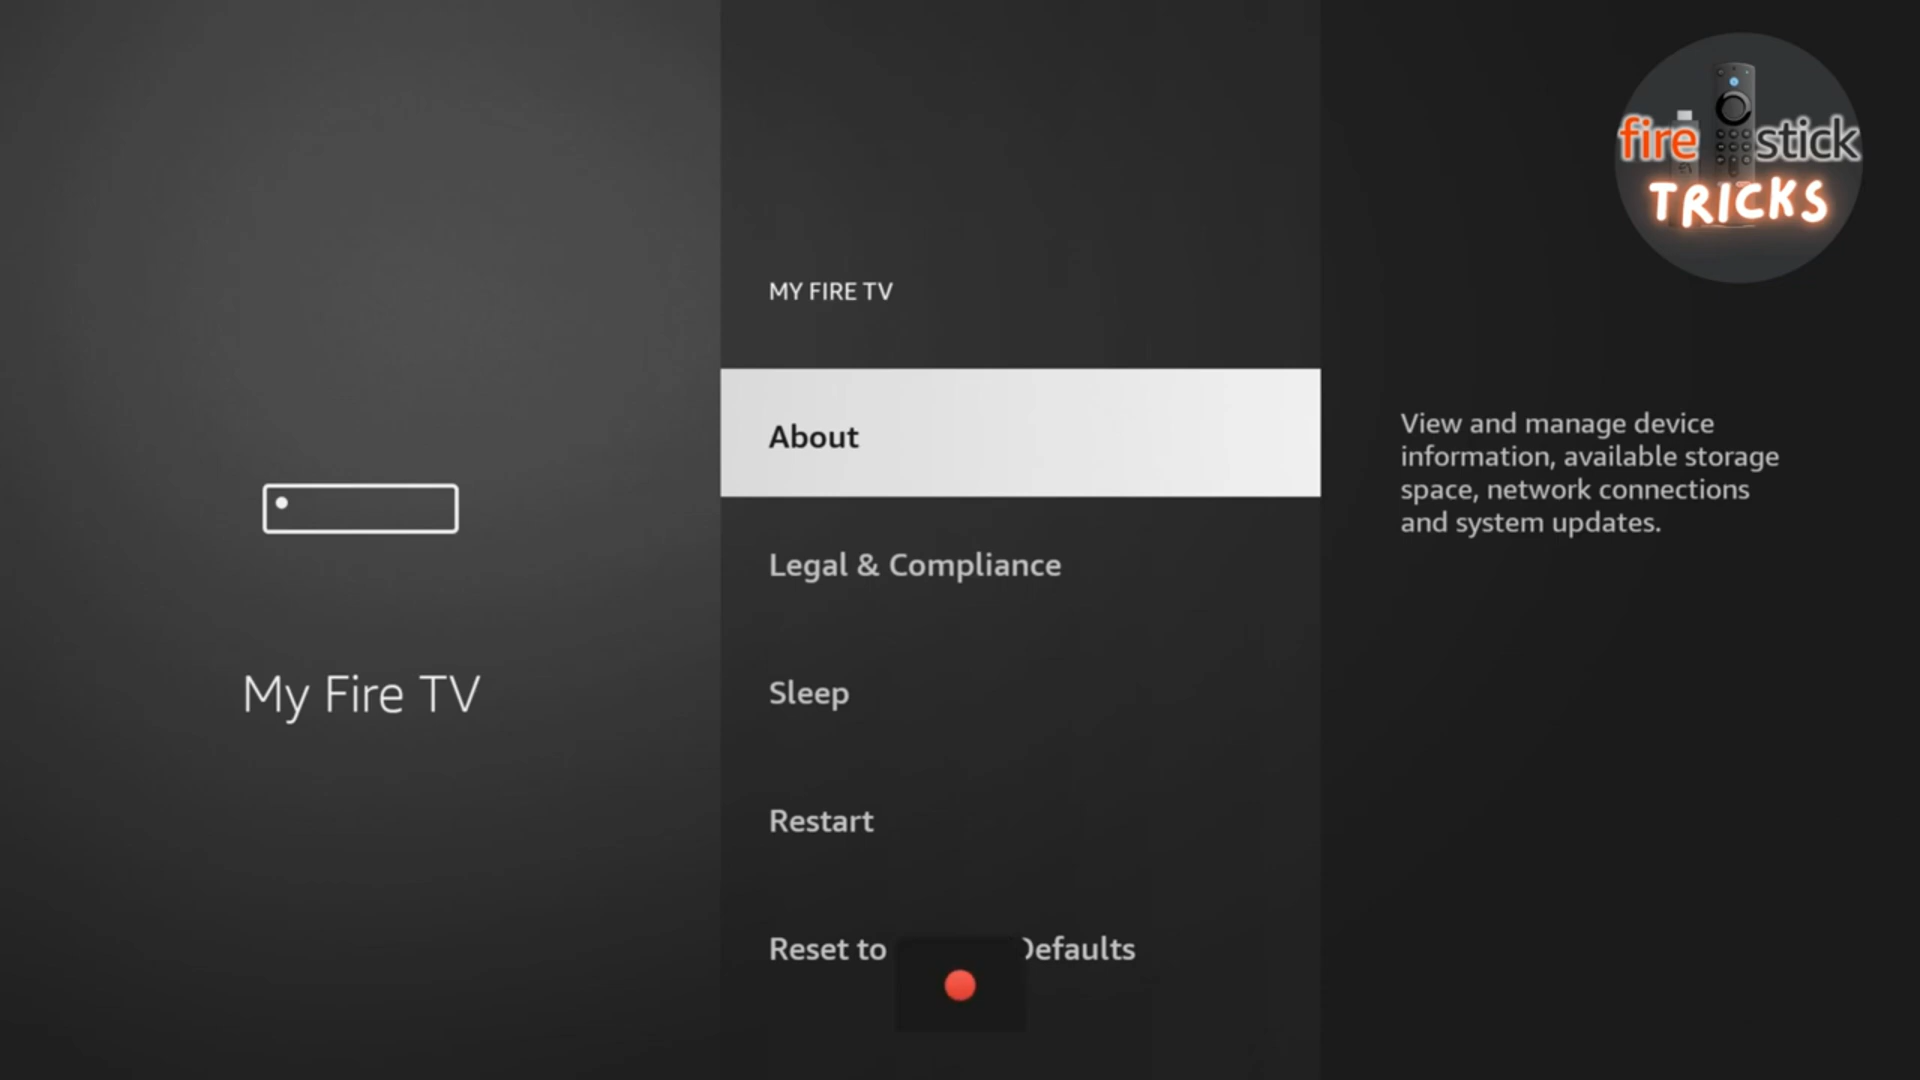 fire stick
TRICKS
MY FIRE TV
About
View and manage device
information, available storage
space, network connections
and system updates.
Legal & Compliance
Sleep
My Fire TV
Restart
Reset to Defaults